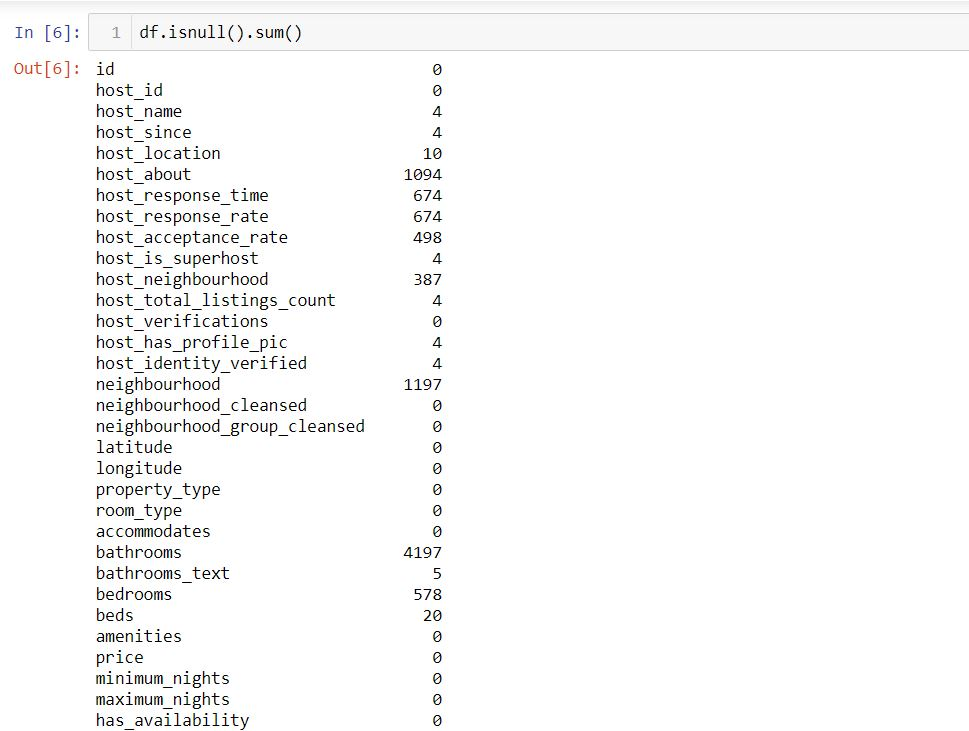 In [6]: 1 df.isnull().sum()
Out[6]: id 0
host_id 0
host_name 4
host_since 4
host_location 10
host_about 1094
host_response_time 674
host_response_rate 674
host_acceptance_rate 498
host_is_superhost 4
host_neighbourhood 387
host_total_listings_count 4
host_verifications 0
host_has_profile_pic 4
host_identity_verified 4
neighbourhood 1197
neighbourhood_cleansed 0
neighbourhood_group_cleansed 0
latitude 0
longitude 0
property_type 0
room_type 0
accommodates 0
bathrooms 4197
bathrooms_text 5
bedrooms 578
beds 20
amenities 0
price 0
minimum_nights 0
maximum_nights 0
has_availability 0